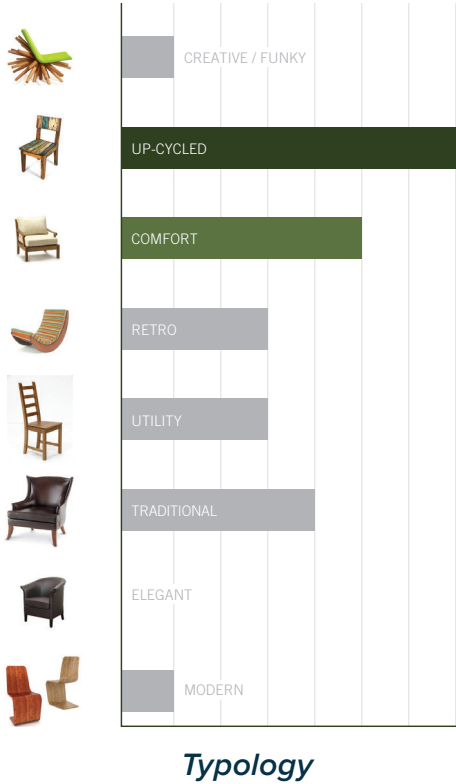 CREATIVE / FUNKY
UP-CYCLED
COMFORT
RETRO
UTILITY
TRADITIONAL
ELEGANT
MODERN
Typology